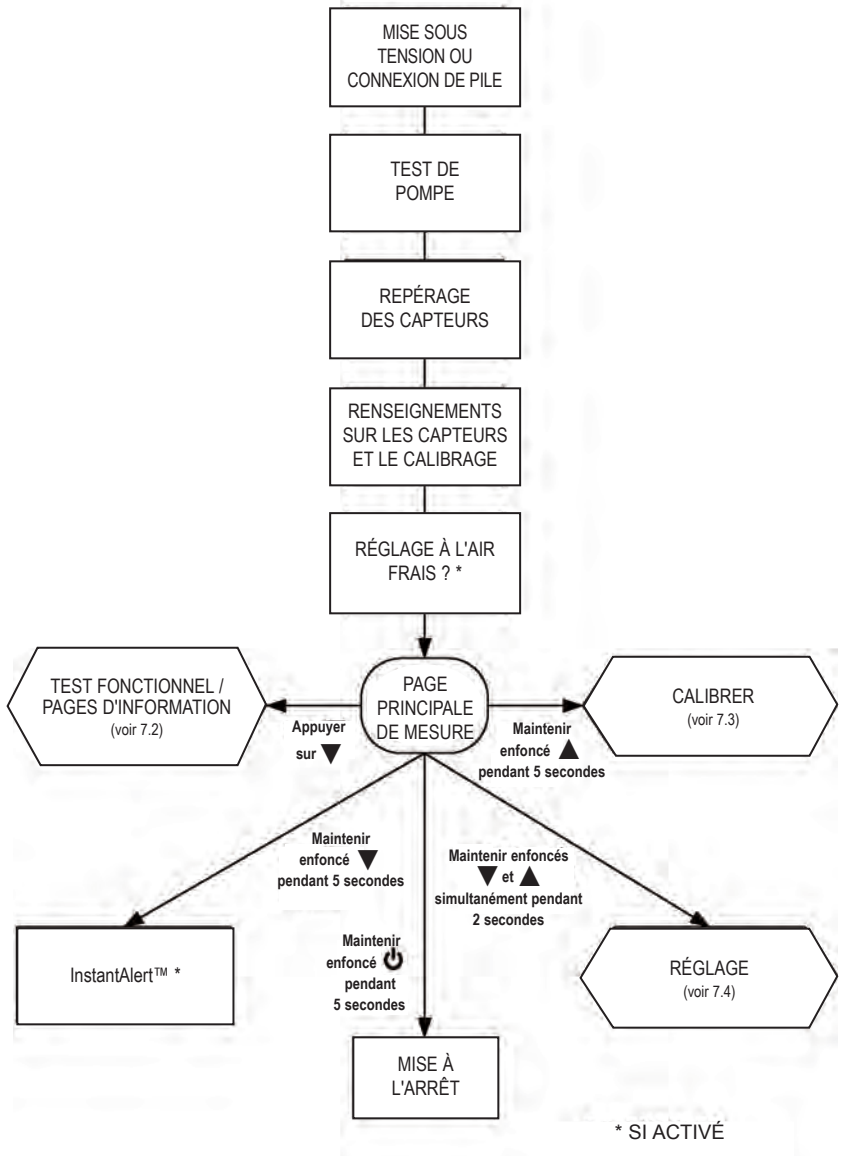 MISE SOUS
TENSION OU
CONNEXION DE PILE
TEST DE
POMPE
REPÉRAGE
DES CAPTEURS
RENSEIGNEMENTS
SUR LES CAPTEURS
ET LE CALIBRAGE
RÉGLAGE À L'AIR
FRAIS ? *
TEST FONCTIONNEL /
PAGES D'INFORMATION
(voir 7.2)
Appuyer
sur ▼
PAGE
PRINCIPALE
DE MESURE
Maintenir
enfoncé ▲
pendant 5 secondes
CALIBRER
(voir 7.3)
Maintenir
enfoncé ▼
pendant 5 secondes
Maintenir enfoncés
▼ et ▲
simultanément pendant
2 secondes
Maintenir
enfoncé ⏻
pendant
5 secondes
InstantAlert™ *
RÉGLAGE
(voir 7.4)
MISE À
L'ARRÊT
* SI ACTIVÉ